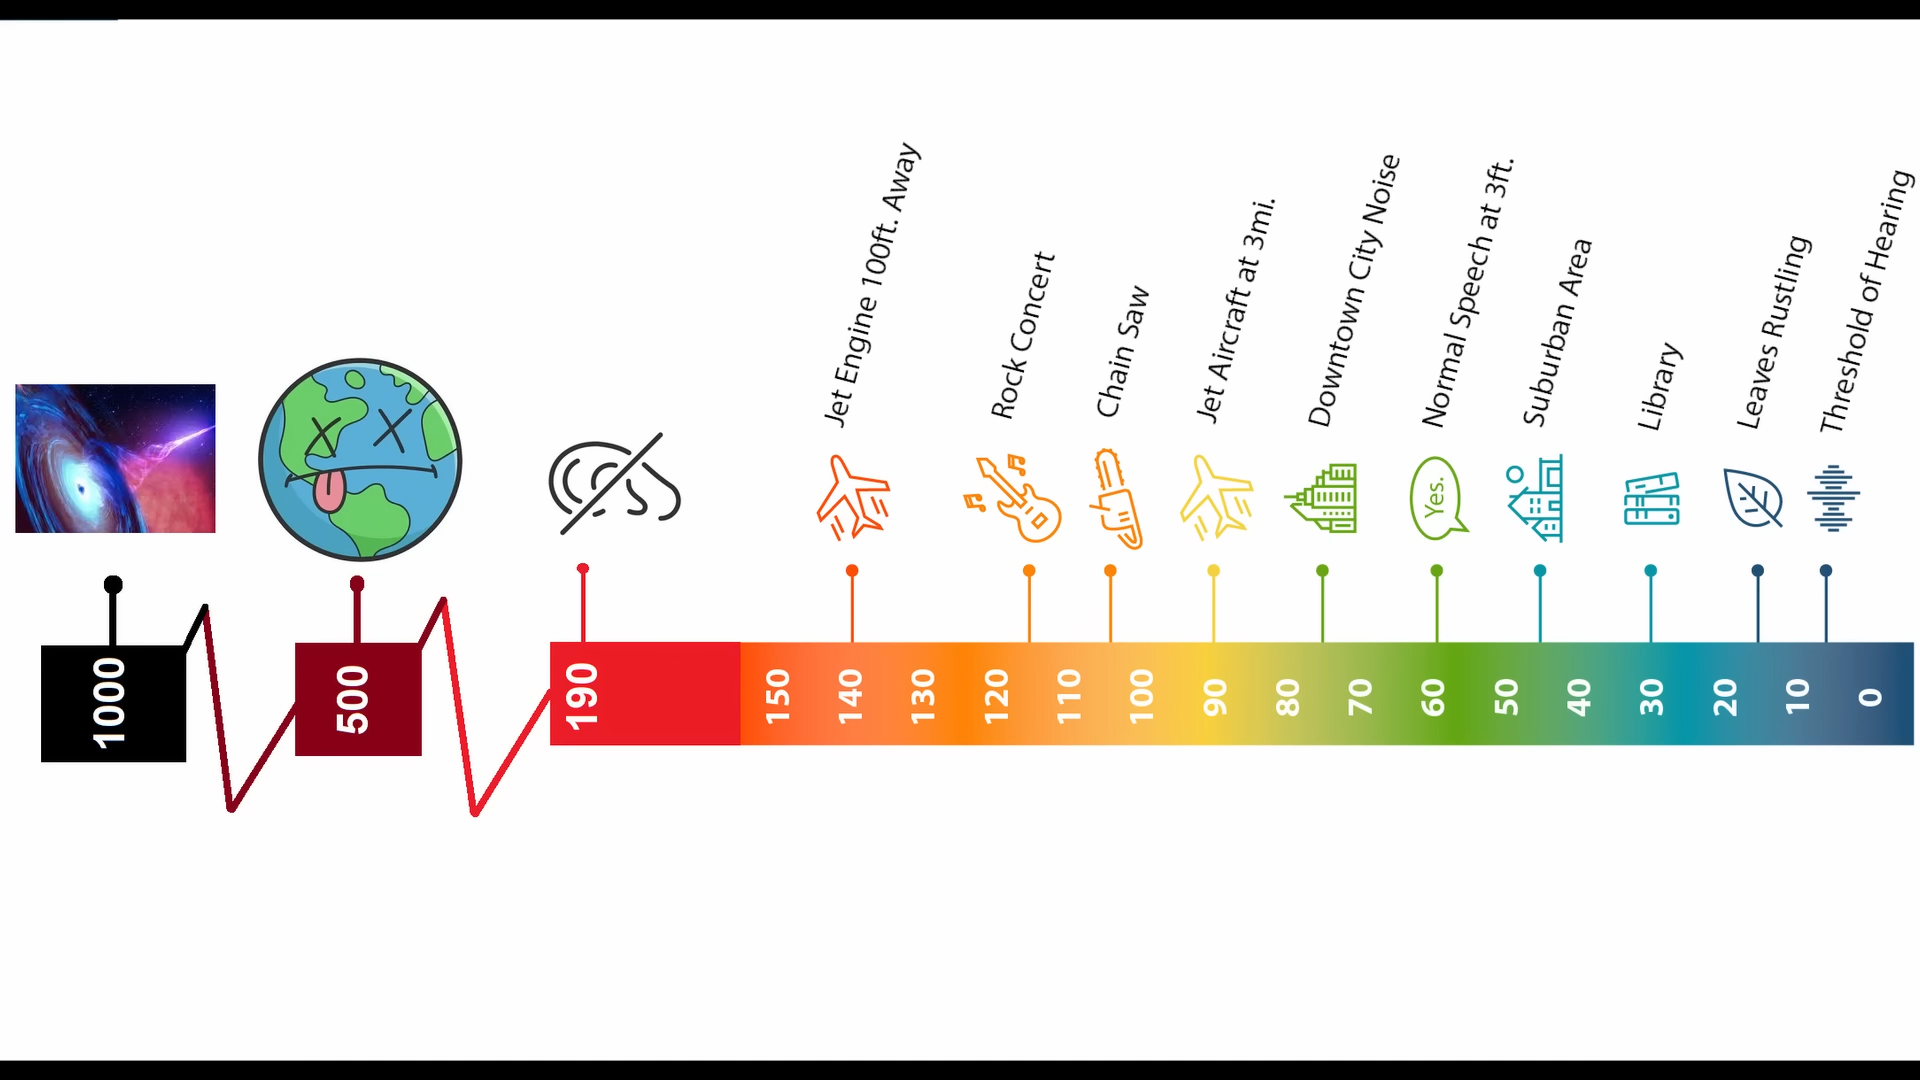 Jet Engine 100ft. Away
Rock Concert
Chain Saw
Jet Aircraft at 3mi.
Downtown City Noise
Normal Speech at 3ft.
Suburban Area
Library
Leaves Rustling
Threshold of Hearing
Yes.
1000
500
190
150
140
130
120
110
100
90
80
70
60
50
40
30
20
10
0